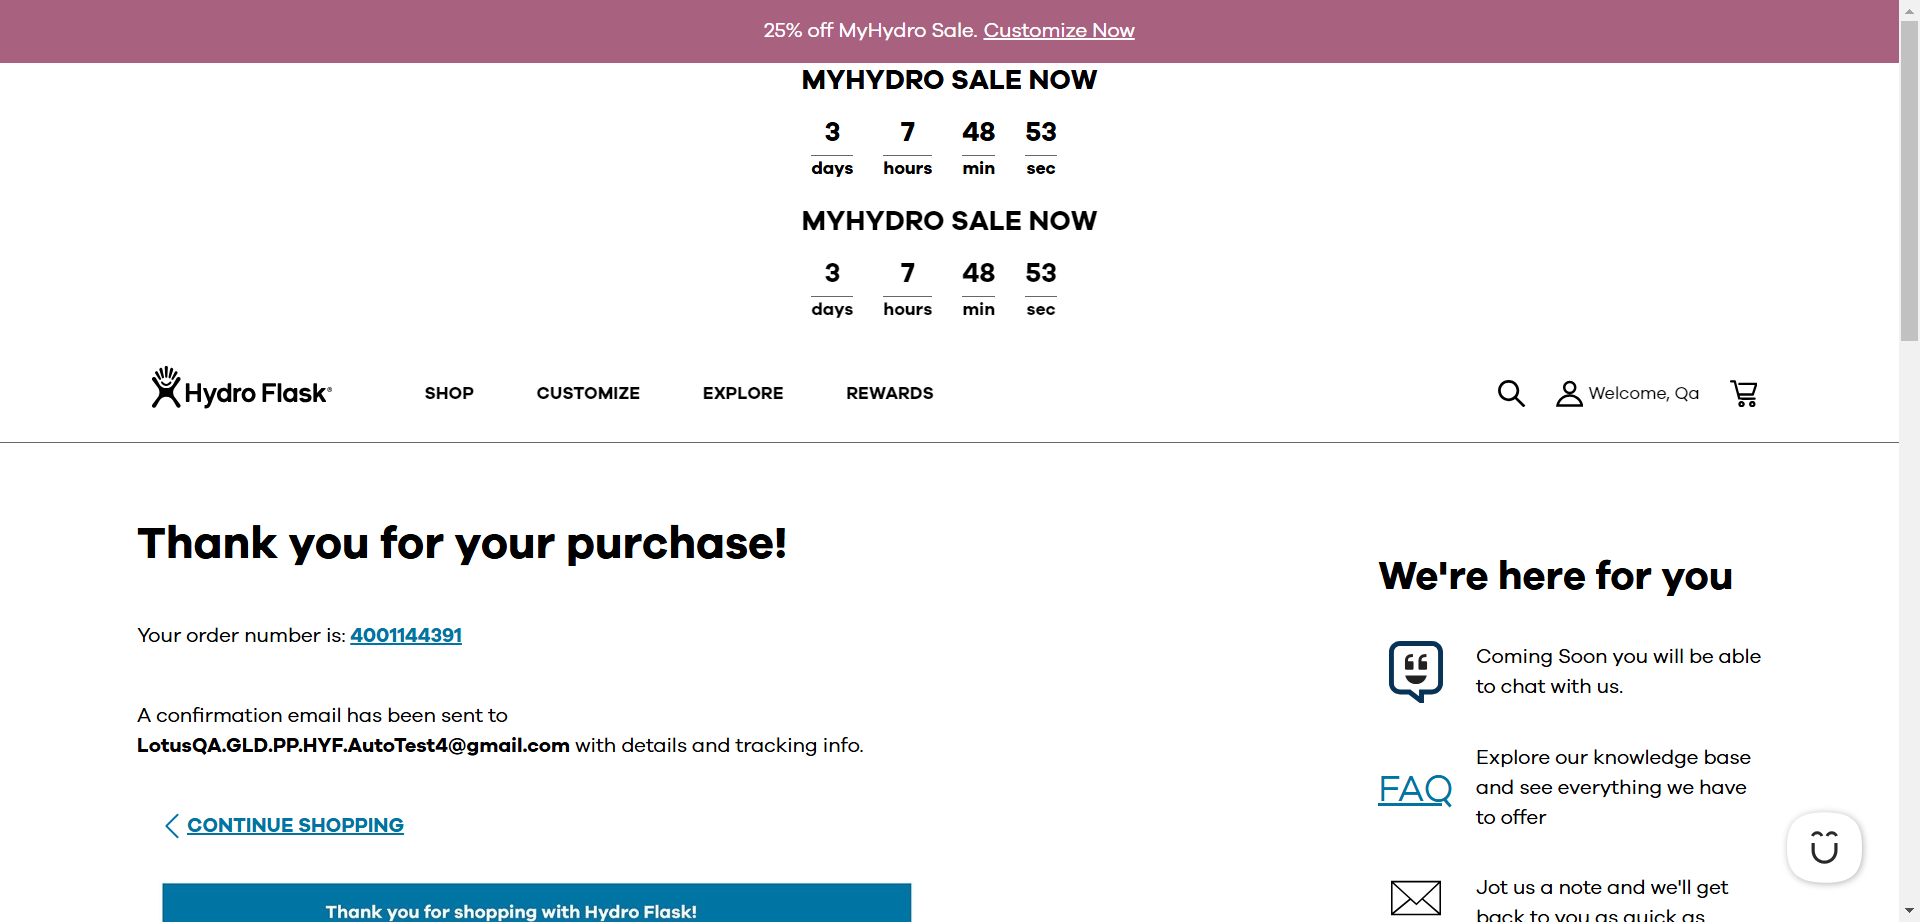 25% off MyHydro Sale. Customize Now
MYHYDRO SALE NOW
3 7 48 53
days hours min sec
MYHYDRO SALE NOW
3 7 48 53
days hours min sec
Hydro Flask® SHOP CUSTOMIZE EXPLORE REWARDS Welcome, Qa
Thank you for your purchase!
Your order number is: 4001144391
A confirmation email has been sent to
LotusQA.GLD.PP.HYF.AutoTest4@gmail.com with details and tracking info.
CONTINUE SHOPPING
Thank you for shopping with Hydro Flask!
We're here for you
Coming Soon you will be able
to chat with us.
FAQ
Explore our knowledge base
and see everything we have
to offer
Jot us a note and we'll get
back to you as quick as